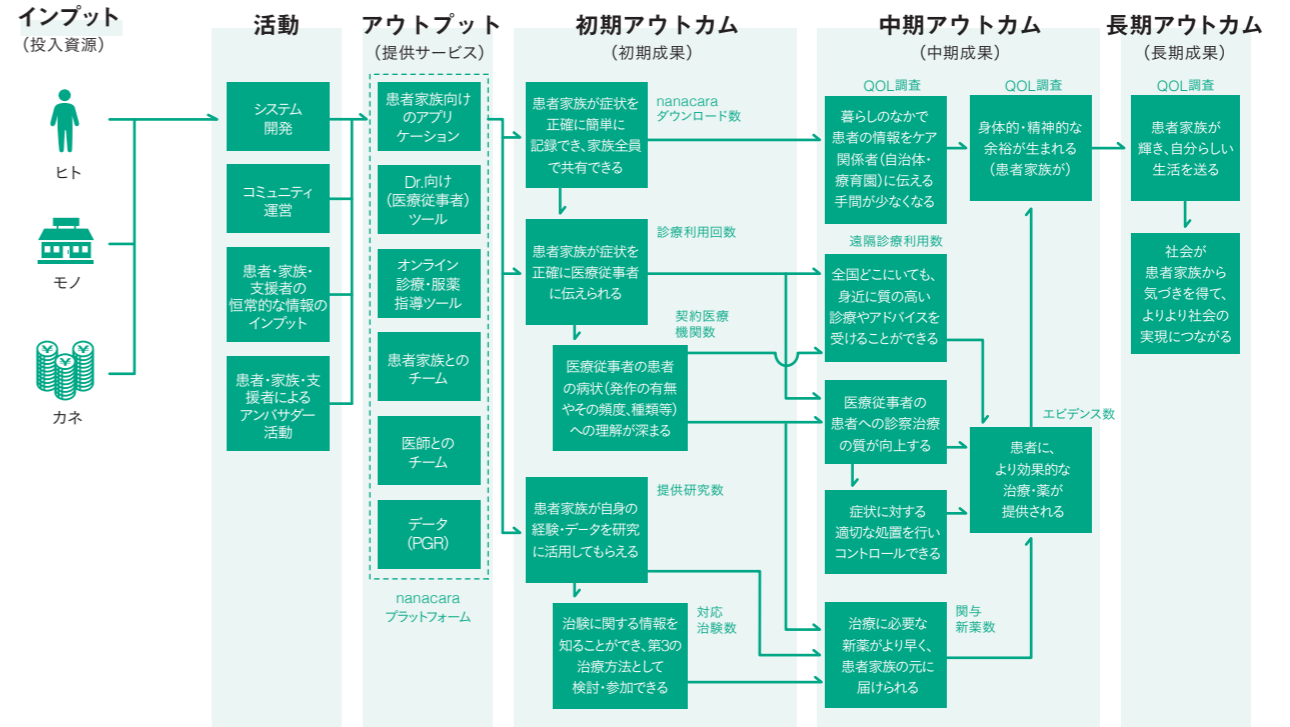 インプット
（投入資源）
ヒト
モノ
カネ
活動
システム
開発
コミュニティ
運営
患者・家族・
支援者の
恒常的な情報の
インプット
患者・家族・支
援者による
アンバサダー
活動
アウトプット
（提供サービス）
患者家族向け
のアプリ
ケーション
Dr.向け
（医療従事者）
ツール
オンライン
診療・服薬
指導ツール
患者家族との
チーム
医師との
チーム
データ
（PGR）
nanacara
プラットフォーム
初期アウトカム
（初期成果）
患者家族が症状を
正確に簡単に
記録でき、家族全員
で共有できる
nanacara
ダウンロード数
患者家族が症状を
正確に医療従事者
に伝えられる
診療利用回数
医療従事者の患者
の病状（発作の有無
やその頻度、種類等）
への理解が深まる
契約医療
機関数
患者家族が自身の
経験・データを研究
に活用してもらえる
提供研究数
治験に関する情報を
知ることができ、第3の
治療方法として
検討・参加できる
対応
治験数
中期アウトカム
（中期成果）
QOL調査
暮らしのなかで
患者の情報をケア
関係者（自治体・
療育園）に伝える
手間が少なくなる
QOL調査
身体的・精神的な
余裕が生まれる
（患者家族が）
遠隔診療利用数
全国どこにいても、
身近に質の高い
診療やアドバイスを
受けることができる
医療従事者の
患者への診察治療
の質が向上する
症状に対する
適切な処置を行い
コントロールできる
エビデンス数
患者に、
より効果的な
治療・薬が
提供される
治療に必要な
新薬がより早く、
患者家族の元に
届けられる
関与
新薬数
長期アウトカム
（長期成果）
QOL調査
患者家族が
輝き、自分らしい
生活を送る
社会が
患者家族から
気づきを得て、
よりより社会の
実現につながる